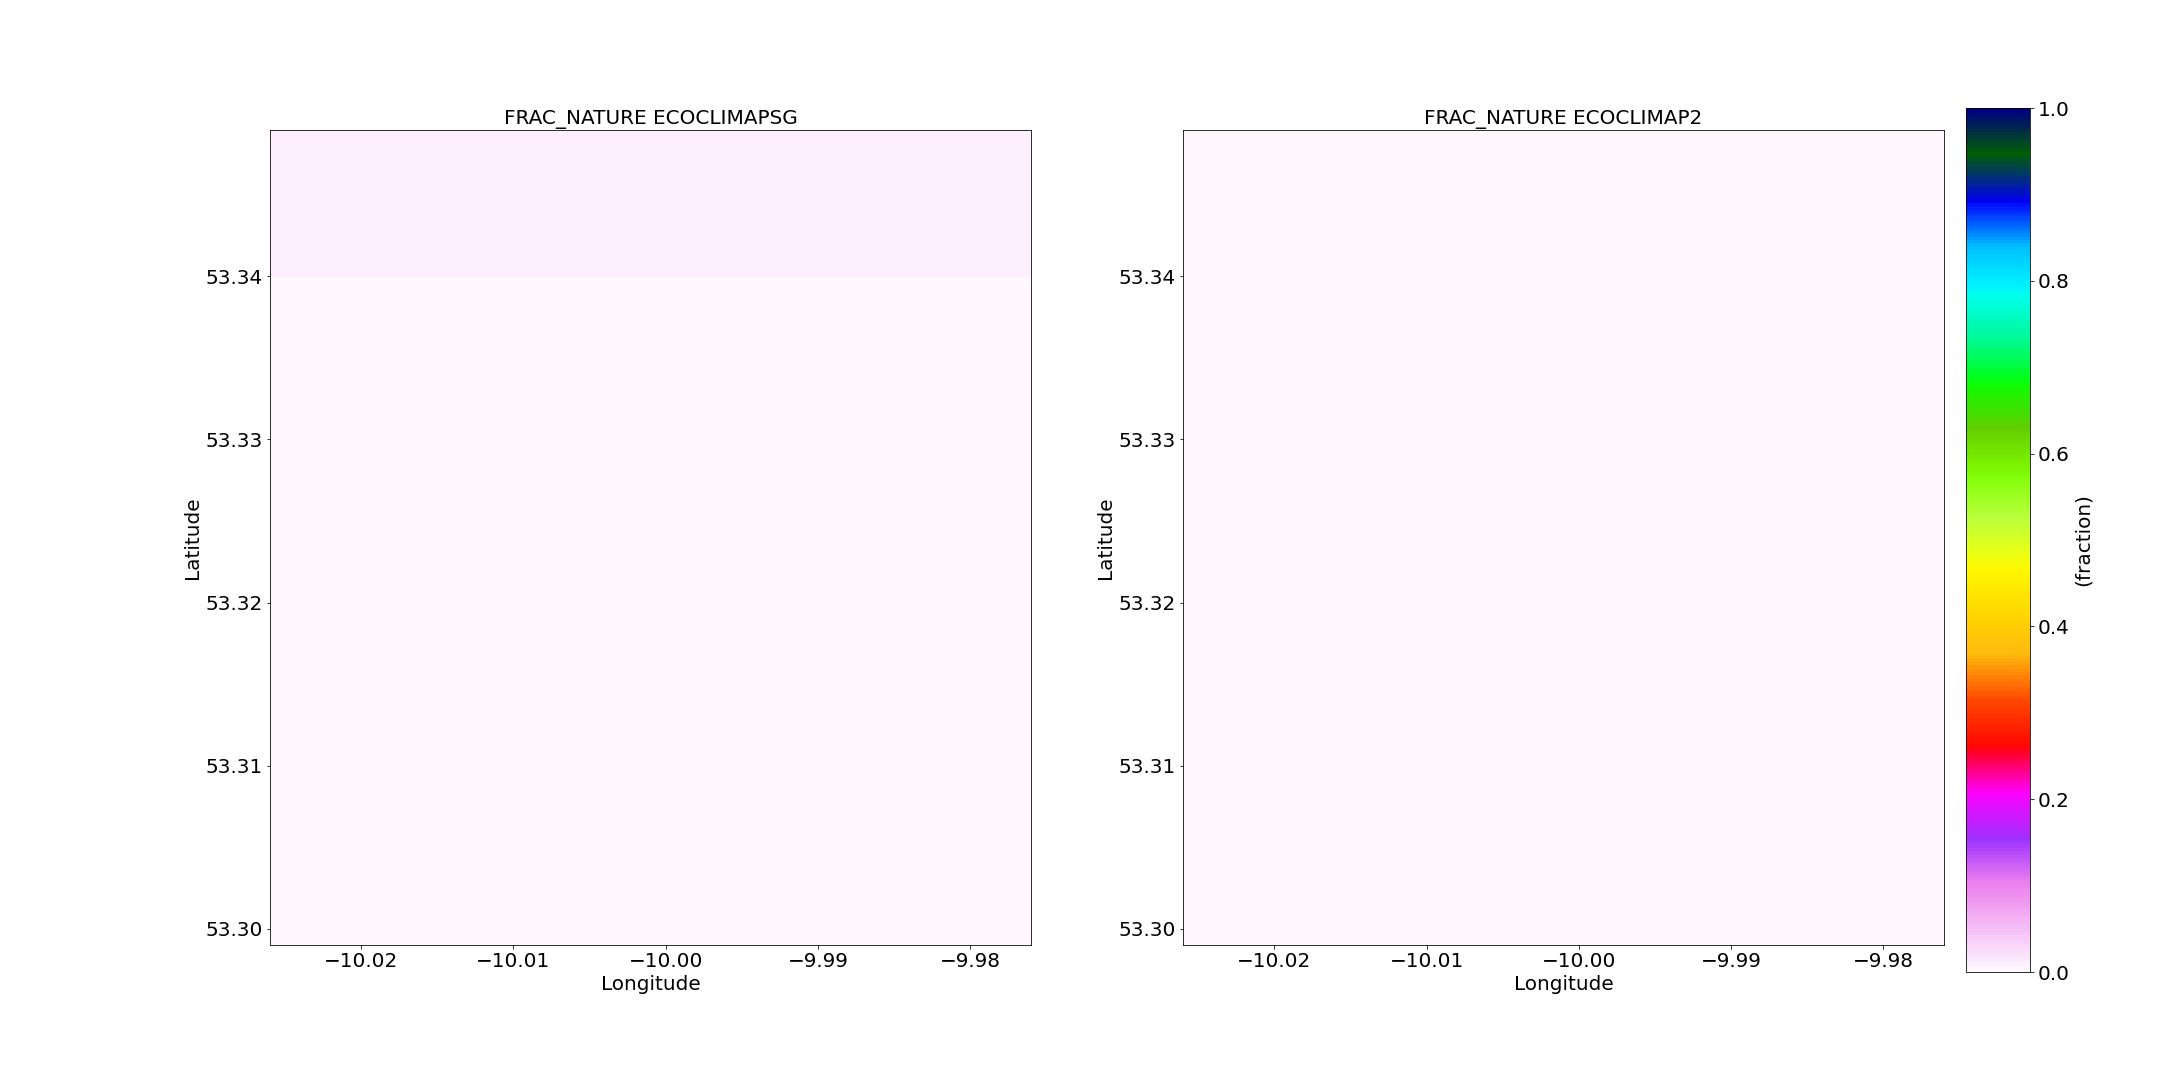 FRAC_NATURE ECOCLIMAPSG
53.34
53.33
53.32
53.31
53.30
Latitude
−10.02 −10.01 −10.00 −9.99 −9.98
Longitude
FRAC_NATURE ECOCLIMAP2
53.34
53.33
53.32
53.31
53.30
Latitude
−10.02 −10.01 −10.00 −9.99 −9.98
Longitude
1.0
0.8
0.6
0.4
0.2
0.0
(fraction)